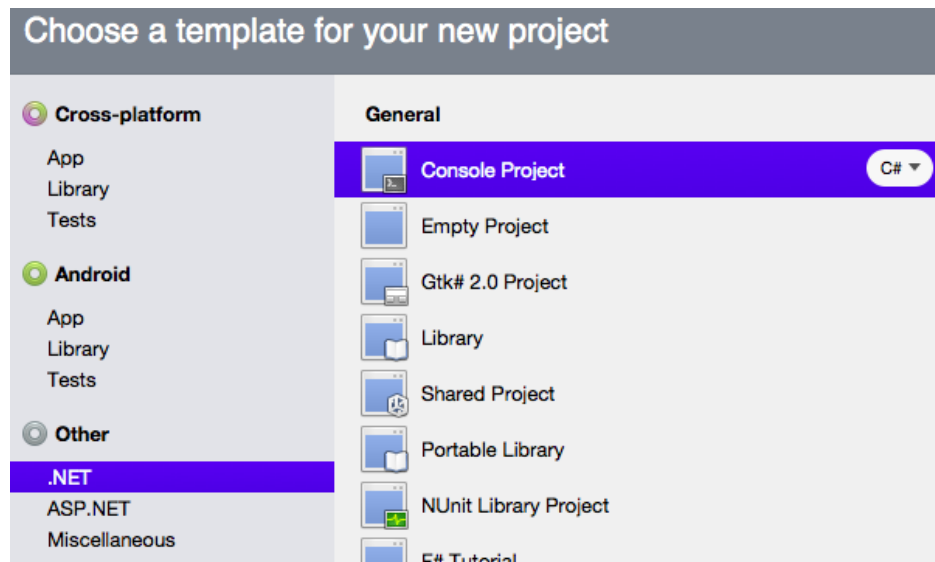 Choose a template for your new project
Cross-platform
App
Library
Tests
Android
App
Library
Tests
Other
.NET
ASP.NET
Miscellaneous
General
Console Project
C#
Empty Project
Gtk# 2.0 Project
Library
Shared Project
Portable Library
NUnit Library Project
F# Tutorial